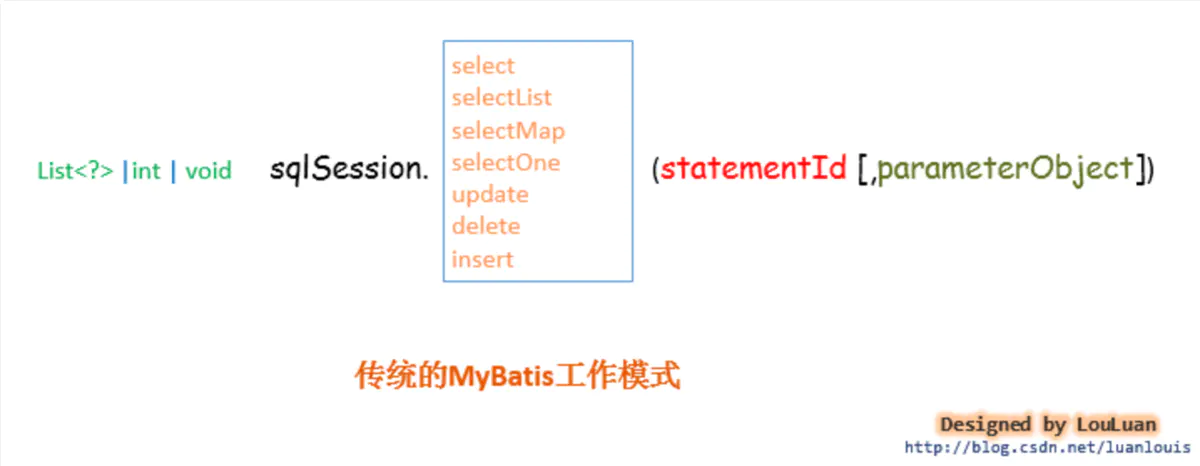 List<?> |int | void sqlSession.
select
selectList
selectMap
selectOne
update
delete
insert
(statementId [,parameterObject])
传统的MyBatis工作模式
Designed by LouLuan
http://blog.csdn.net/luanlouis